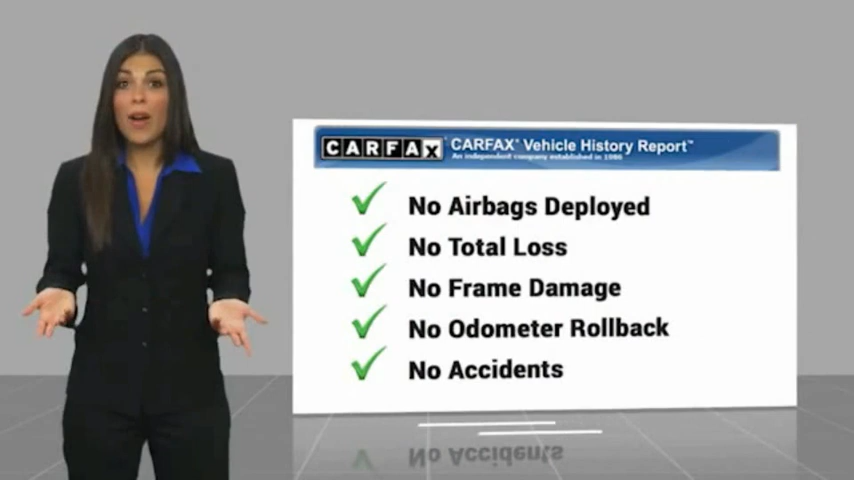 CARFAX CARFAX® Vehicle History Report™
An independent company established in 1986
No Airbags Deployed
No Total Loss
No Frame Damage
No Odometer Rollback
No Accidents
No Accidents